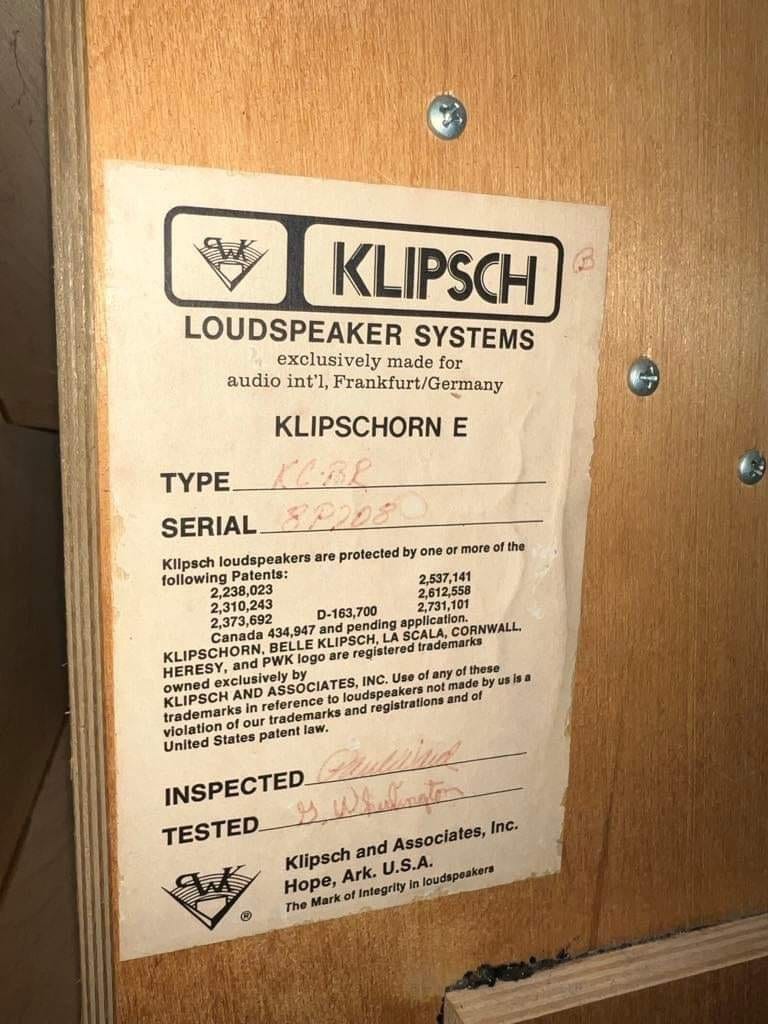 PWK KLIPSCH B
LOUDSPEAKER SYSTEMS
exclusively made for
audio int'l, Frankfurt/Germany
KLIPSCHORN E
TYPE KC-BR
SERIAL 8P208
Klipsch loudspeakers are protected by one or more of the
following Patents:
2,238,023 2,537,141
2,310,243 2,612,558
2,373,692 D-163,700 2,731,101
Canada 434,947 and pending application.
KLIPSCHORN, BELLE KLIPSCH, LA SCALA, CORNWALL,
HERESY, and PWK logo are registered trademarks
owned exclusively by
KLIPSCH AND ASSOCIATES, INC. Use of any of these
trademarks in reference to loudspeakers not made by us is a
violation of our trademarks and registrations and of
United States patent law.
INSPECTED
TESTED G. Whittington
PWK ® Klipsch and Associates, Inc.
Hope, Ark. U.S.A.
The Mark of Integrity in loudspeakers